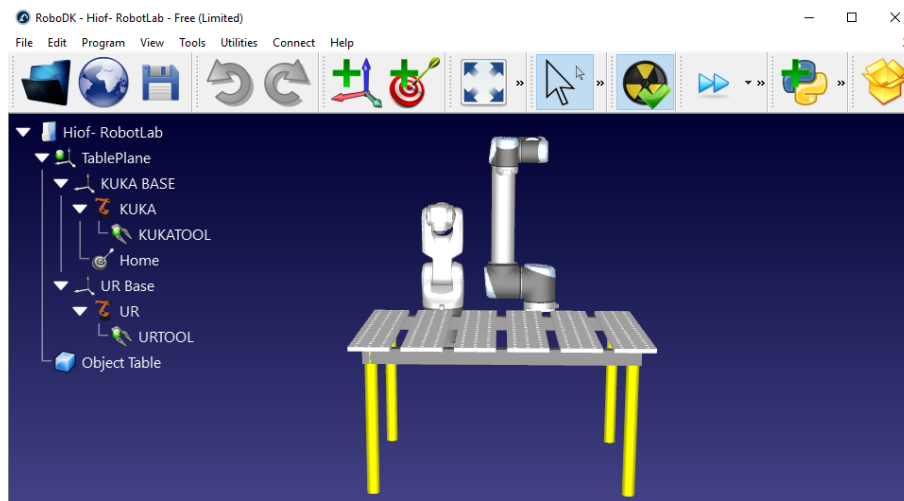 RoboDK - Hiof- RobotLab - Free (Limited)
File Edit Program View Tools Utilities Connect Help
Hiof- RobotLab
TablePlane
KUKA BASE
KUKA
KUKATOOL
Home
UR Base
UR
URTOOL
Object Table